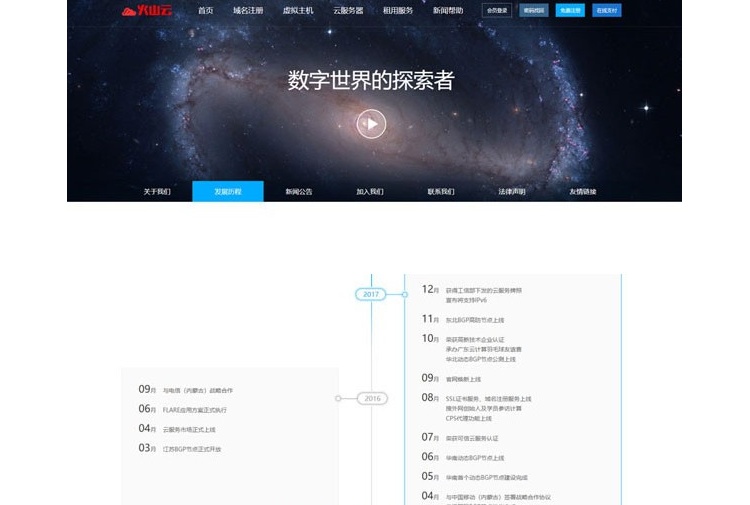 火山云
首页 域名注册 虚拟主机 云服务器 租用服务 新闻帮助 会员登录 密码找回 免费注册 在线支付
数字世界的探索者
关于我们 发展历程 新闻公告 加入我们 联系我们 法律声明 友情链接
2017
12月 获得工信部下发的云服务牌照
宣布将支持IPv6
11月 东北BGP高防节点上线
10月 荣获高新技术企业认证
承办广东云计算羽毛球友谊赛
华北动态BGP节点公测上线
09月 官网焕新上线
08月 SSL证书服务、域名注册服务上线
境外网创始人及学员参访计算
CPS代理功能上线
07月 荣获可信云服务认证
06月 华南动态BGP节点上线
05月 华南首个动态BGP节点建设完成
04月 与中国移动（内蒙古）签署战略合作协议
2016
09月 与电信（内蒙古）战略合作
06月 FLARE应用方案正式执行
04月 云服务市场正式上线
03月 江苏BGP节点正式开放